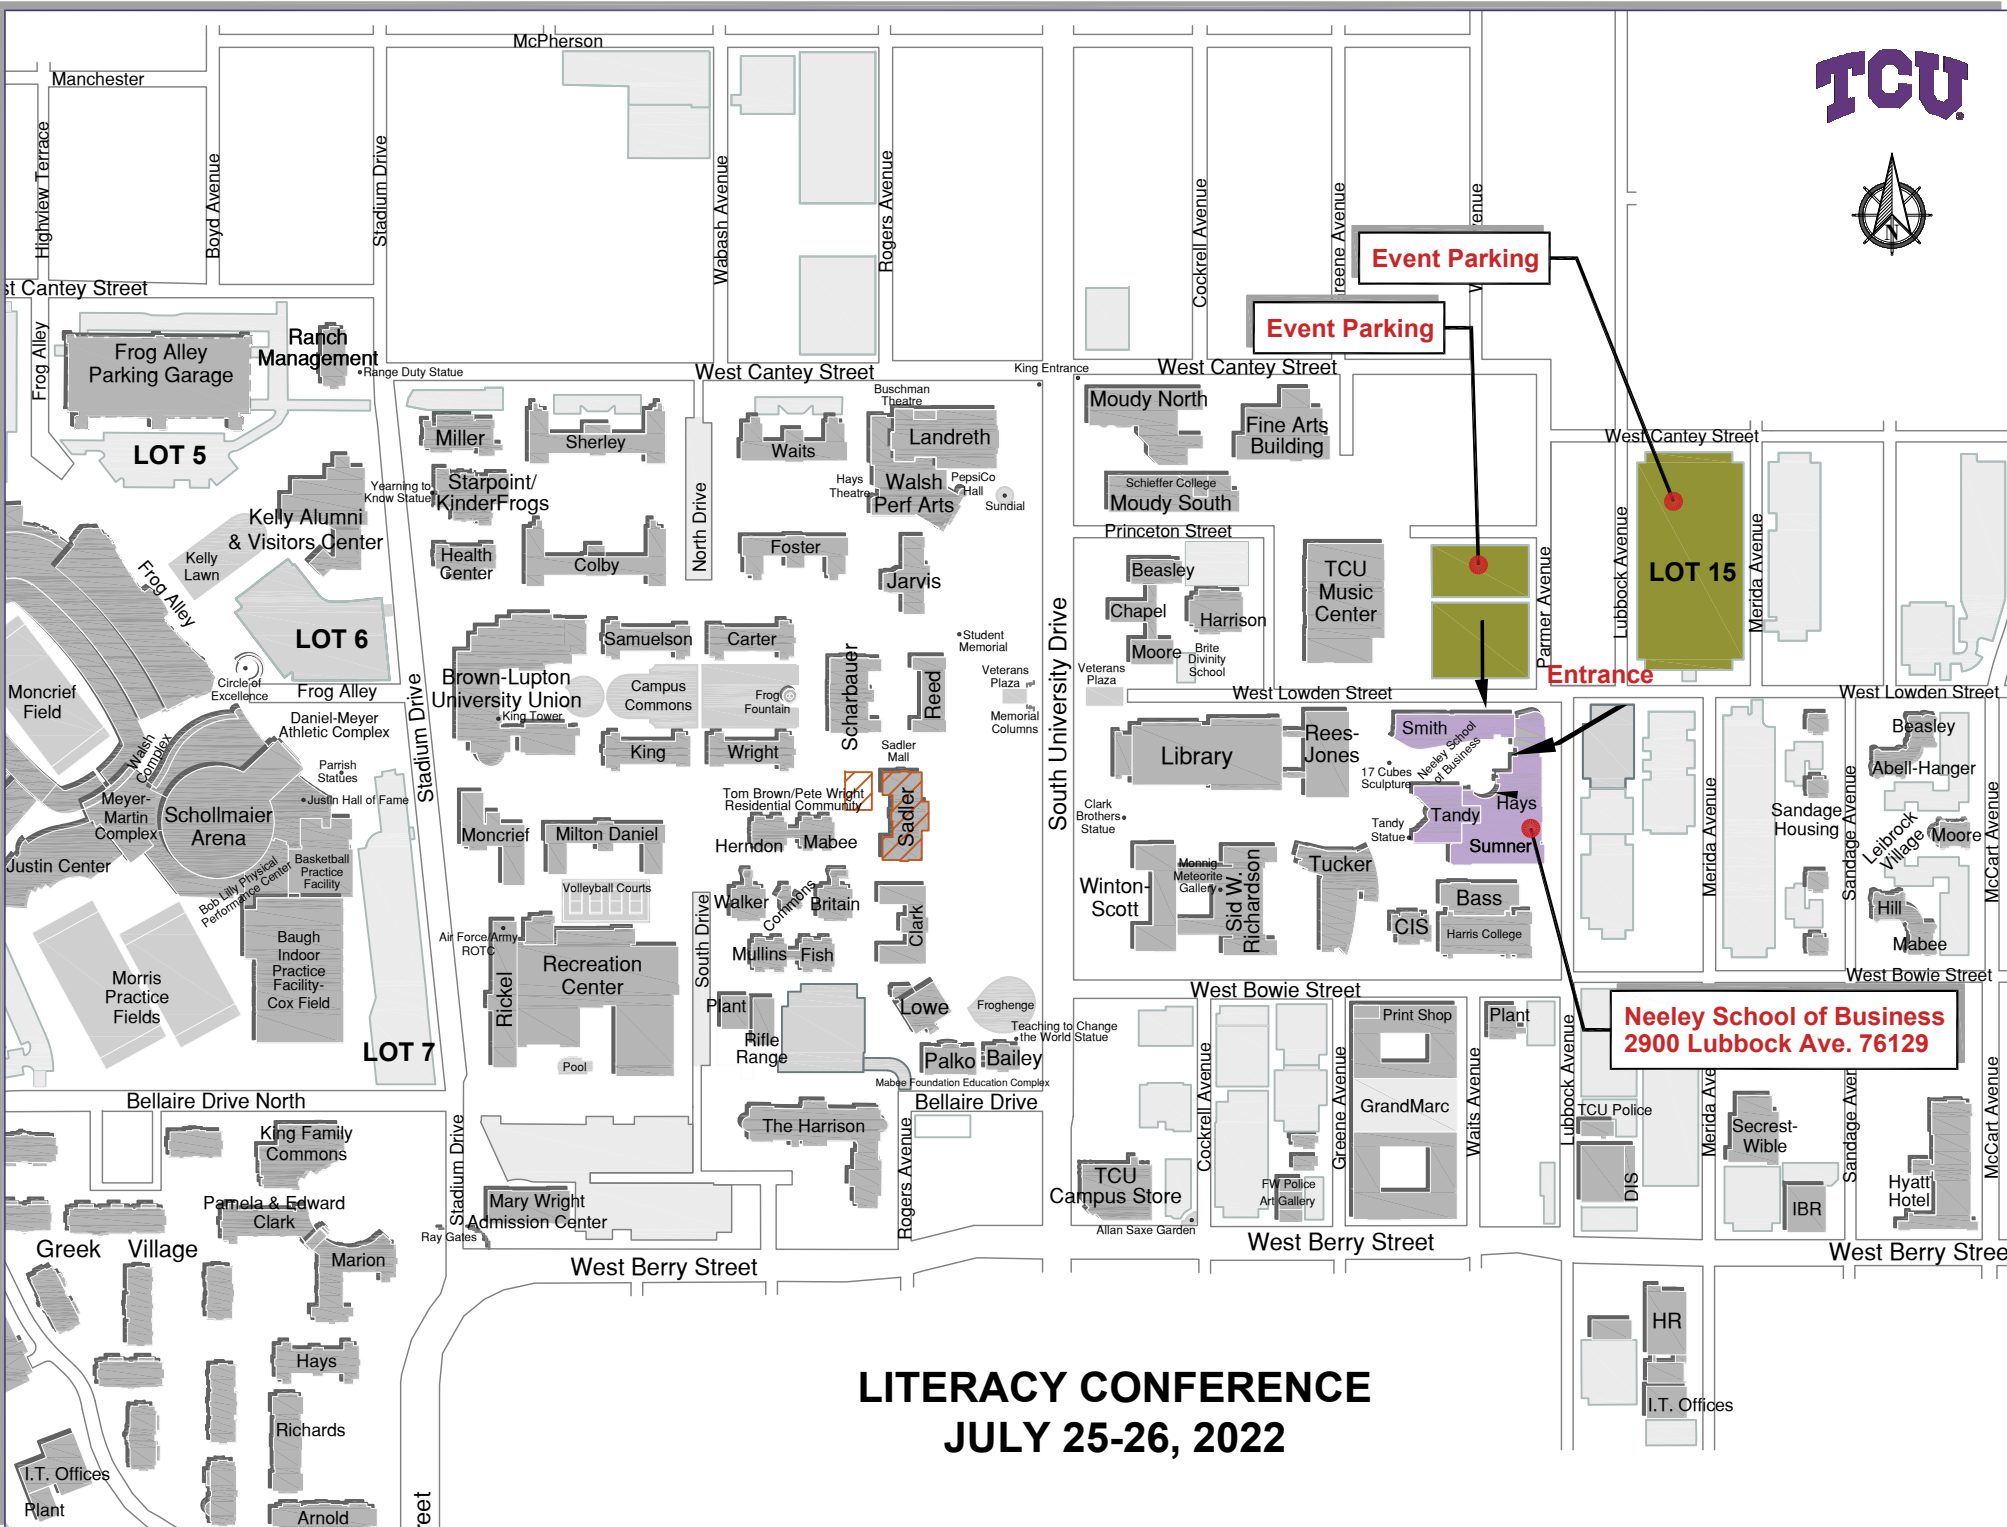 McPherson
Manchester
TCU
Highview Terrace
Boyd Avenue
Stadium Drive
Wabash Avenue
Rogers Avenue
Cockrell Avenue
reene Avenue
W
enue
N
Event Parking
Event Parking
st Cantey Street
Frog Alley
Frog Alley
Parking Garage
Ranch
Management
Range Duty Statue
West Cantey Street
King Entrance
West Cantey Street
West Cantey Street
LOT 5
Miller
Sherley
Waits
Buschman
Theatre
Landreth
Moudy North
Fine Arts
Building
Yearning to
Know Statue
Starpoint/
KinderFrogs
North Drive
Hays
Theatre
Walsh
Perf Arts
PepsiCo
Hall
Sundial
Schieffer College
Moudy South
Princeton Street
Kelly Alumni
& Visitors Center
Kelly
Lawn
Frog Alley
Health
Center
Colby
Foster
Jarvis
Beasley
Chapel
Harrison
Moore
Brite
Divinity
School
TCU
Music
Center
Parmer Avenue
Lubbock Avenue
LOT 15
Merida Avenue
LOT 6
Circle of
Excellence
Frog Alley
Stadium Drive
Brown-Lupton
University Union
King Tower
Samuelson
Carter
Campus
Commons
Frog
Fountain
King
Wright
Scharbauer
Reed
Student
Memorial
Veterans
Plaza
Memorial
Columns
South University Drive
Veterans
Plaza
West Lowden Street
Entrance
West Lowden Street
Moncrief
Field
Walsh
Complex
Daniel-Meyer
Athletic Complex
Parrish
Statues
Justin Hall of Fame
Meyer-
Martin
Complex
Schollmaier
Arena
Justin Center
Bob Lilly Physical
Performance Center
Basketball
Practice
Facility
Baugh
Indoor
Practice
Facility-
Cox Field
Morris
Practice
Fields
LOT 7
Moncrief
Milton Daniel
Volleyball Courts
Sadler
Mall
Tom Brown/Pete Wright
Residential Community
Herndon
Mabee
Sadler
Walker
Commons
Britain
Mullins
Fish
Clark
South Drive
Air Force/Army
ROTC
Rickel
Recreation
Center
Pool
Plant
Rifle
Range
Lowe
Froghenge
Teaching to Change
the World Statue
Palko
Bailey
Mabee Foundation Education Complex
Library
Rees-
Jones
Clark
Brothers
Statue
17 Cubes
Sculpture
Smith
Neeley School
of Business
Tandy
Statue
Tandy
Hays
Sumner
Winton-
Scott
Monnig
Meteorite
Gallery
Sid W.
Richardson
Tucker
CIS
Bass
Harris College
Merida Avenue
Sandage
Housing
Sandage Avenue
Beasley
Abell-Hanger
Leibrock
Village
Moore
Hill
Mabee
McCart Avenue
West Bowie Street
West Bowie Street
Neeley School of Business
2900 Lubbock Ave. 76129
Print Shop
Plant
GrandMarc
Cockrell Avenue
Greene Avenue
Waits Avenue
Lubbock Avenue
Merida Ave
Sandage Aven
McCart Avenue
TCU Police
DIS
Secrest-
Wible
IBR
Hyatt
Hotel
Bellaire Drive North
Bellaire Drive
King Family
Commons
Pamela & Edward
Clark
Greek Village
Marion
Hays
Richards
Arnold
I.T. Offices
Plant
Stadium Drive
Ray Gates
Mary Wright
Admission Center
The Harrison
Rogers Avenue
TCU
Campus Store
Allan Saxe Garden
FW Police
Art Gallery
West Berry Street
West Berry Street
West Berry Stree
reet
HR
I.T. Offices
LITERACY CONFERENCE
JULY 25-26, 2022